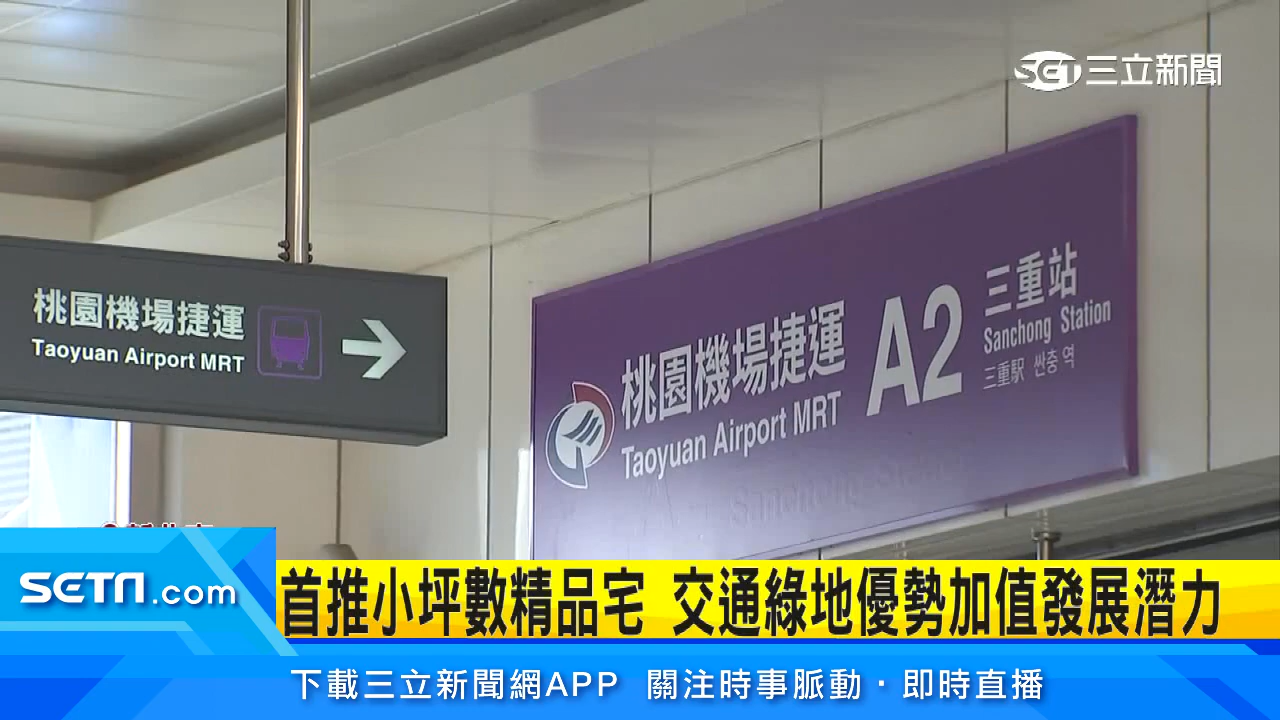 SET 三立新聞
桃園機場捷運
Taoyuan Airport MRT
桃園機場捷運
Taoyuan Airport MRT
A2
三重站
Sanchong Station
三重駅 싼충 역
Sanchong Station
SETN.com
首推小坪數精品宅 交通綠地優勢加值發展潛力
下載三立新聞網APP 關注時事脈動·即時直播